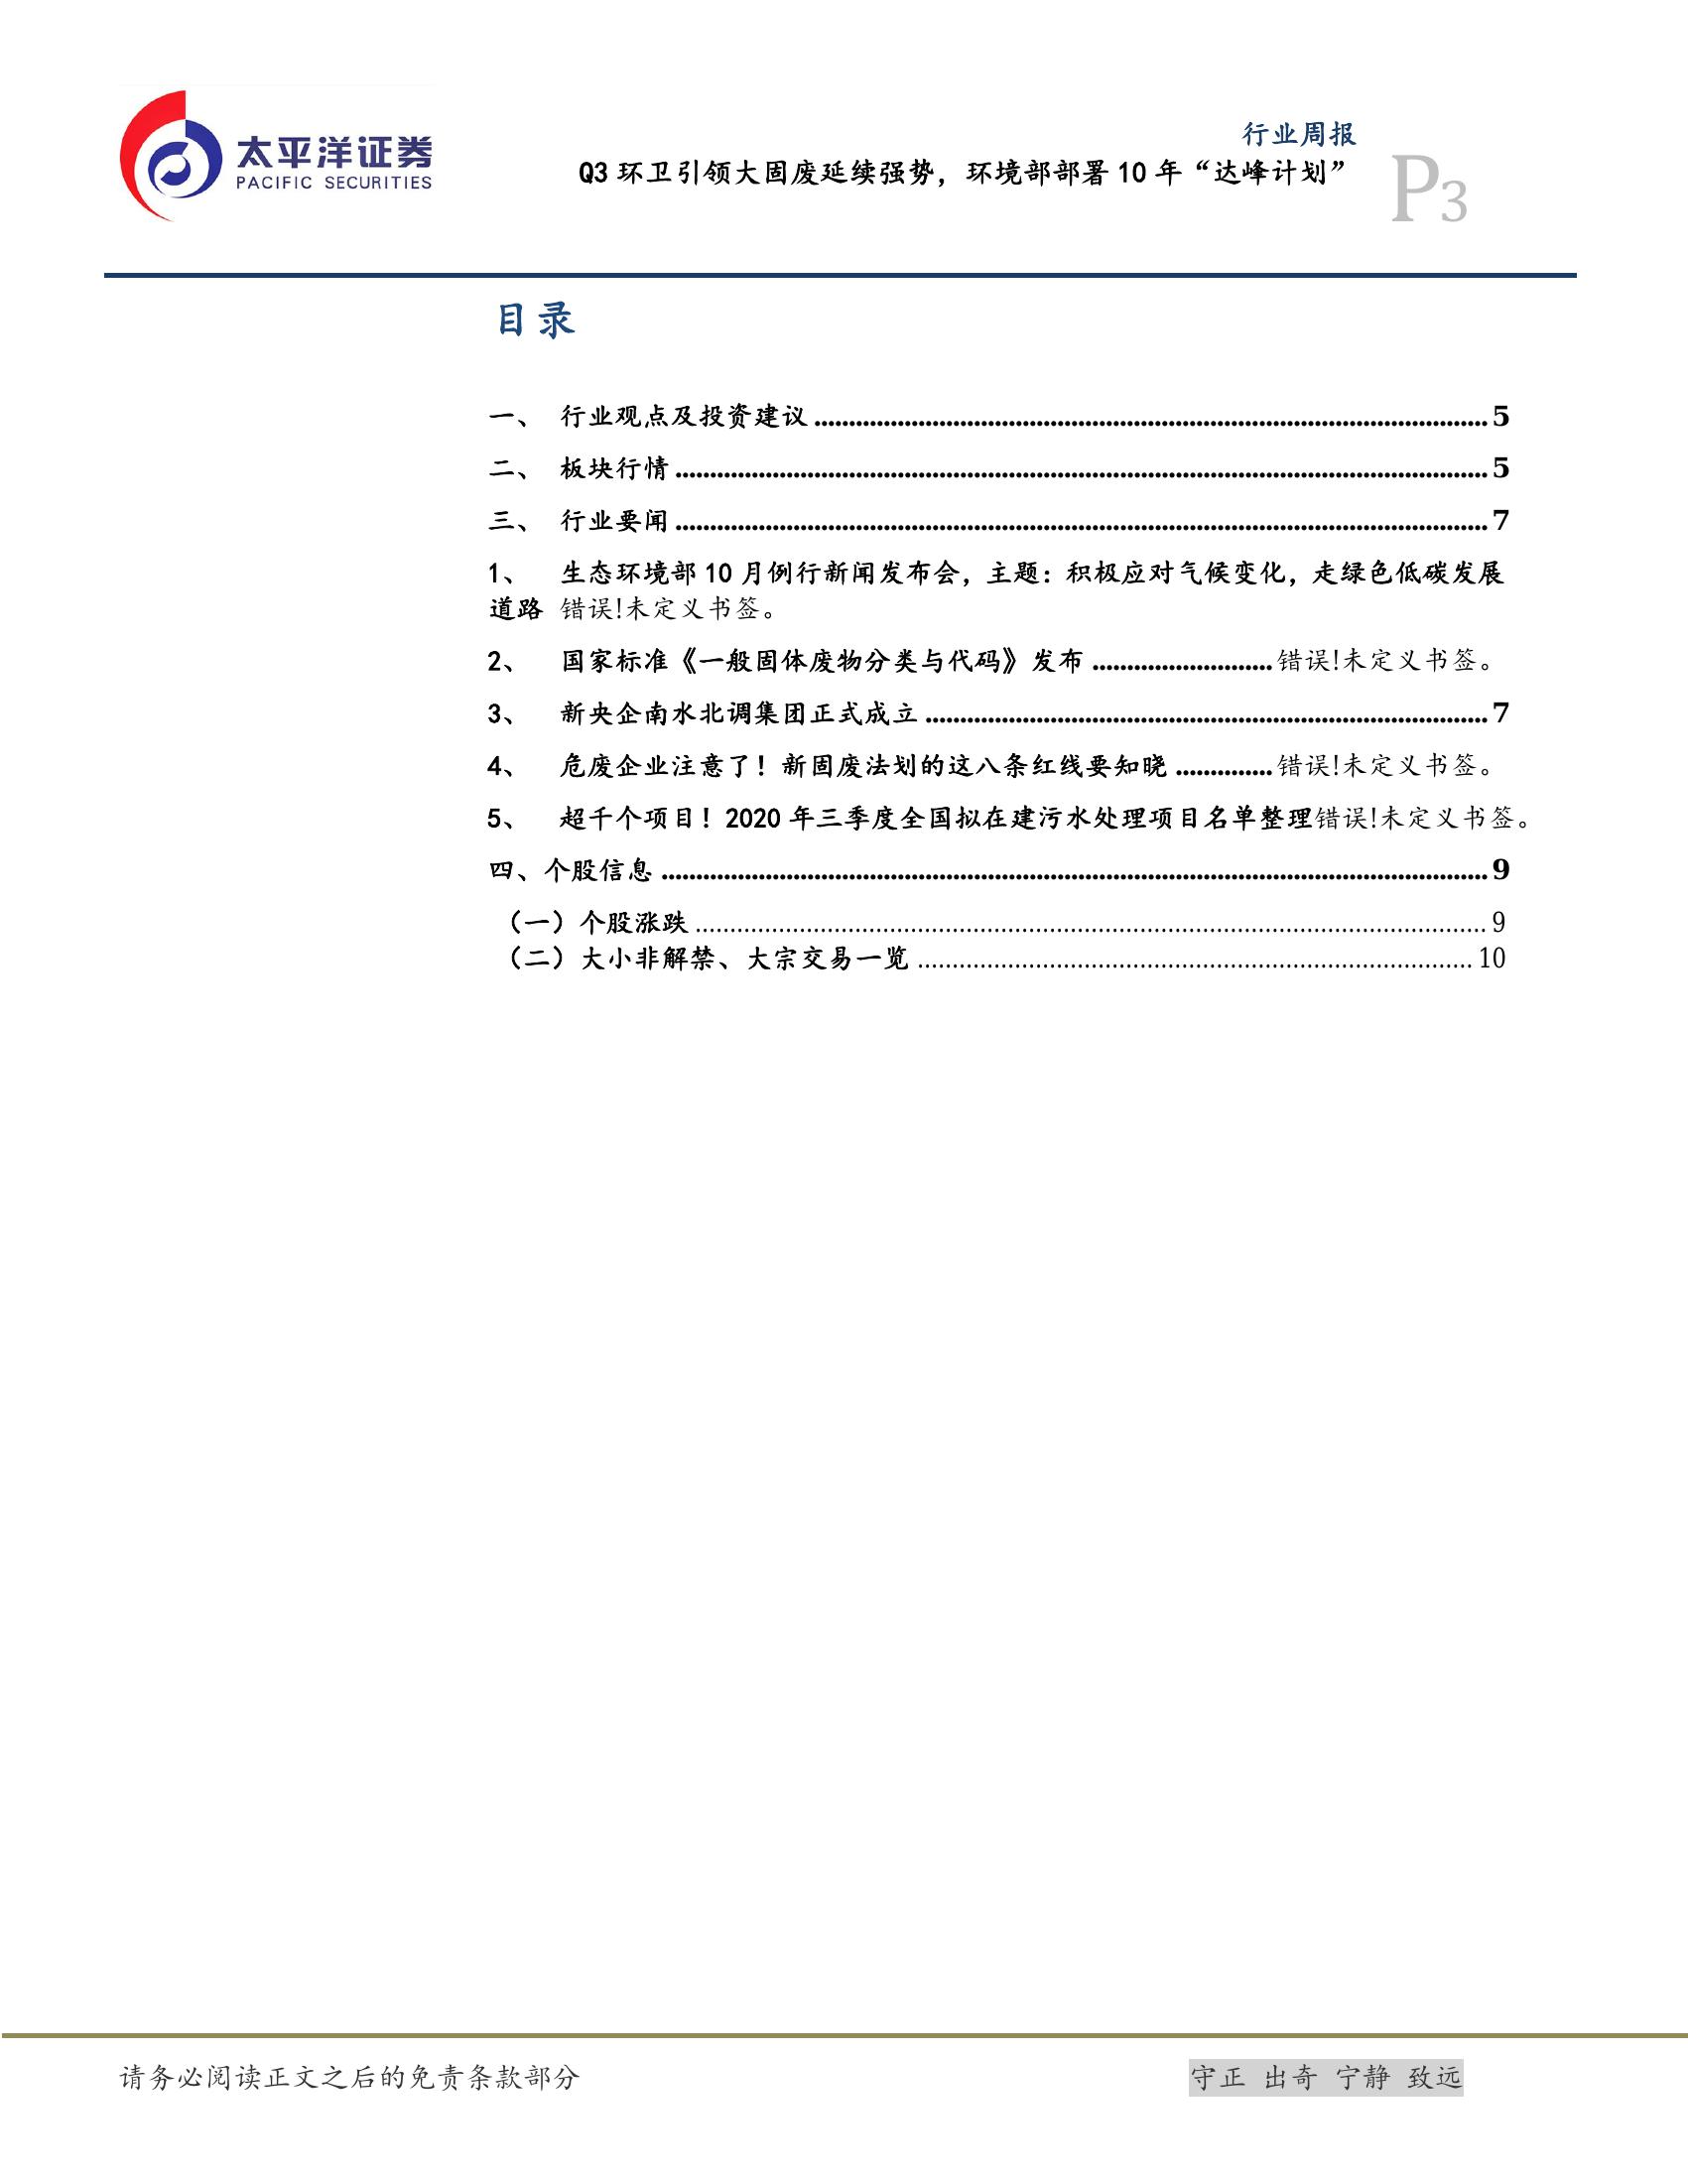 太平洋证券
PACIFIC SECURITIES
行业周报
Q3 环卫引领大固废延续强势，环境部部署 10 年“达峰计划”
P3
目录
一、 行业观点及投资建议 5
二、 板块行情 5
三、 行业要闻 7
1、 生态环境部 10 月例行新闻发布会，主题：积极应对气候变化，走绿色低碳发展
道路 错误!未定义书签。
2、 国家标准《一般固体废物分类与代码》发布 错误!未定义书签。
3、 新央企南水北调集团正式成立 7
4、 危废企业注意了！新固废法划的这八条红线要知晓 错误!未定义书签。
5、 超千个项目！2020 年三季度全国拟在建污水处理项目名单整理错误!未定义书签。
四、个股信息 9
（一）个股涨跌 9
（二）大小非解禁、大宗交易一览 10
请务必阅读正文之后的免责条款部分
守正 出奇 宁静 致远